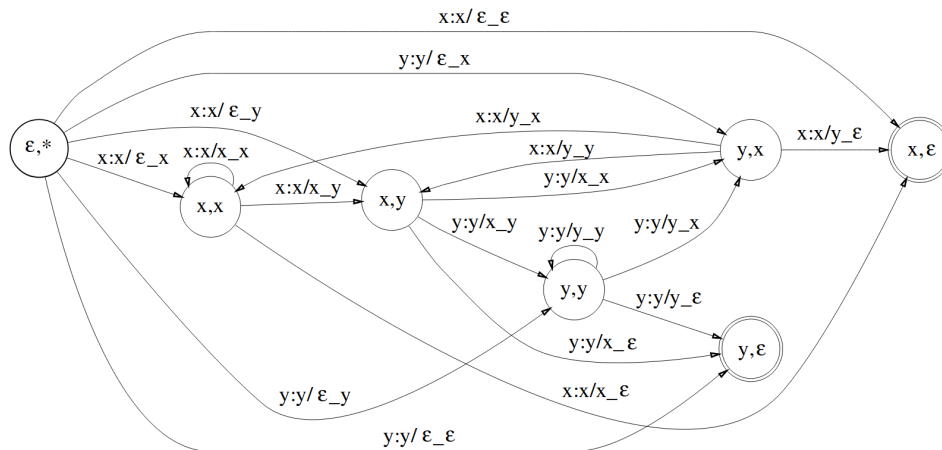 x:x/ ε_ε
y:y/ ε_x
x:x/ ε_y
x:x/y_x
x:x/y_ε
ε,*
x:x/x_x
x:x/y_y
y,x
x,ε
x:x/ ε_x
x:x/x_y
y:y/x_x
x,x
x,y
y:y/x_y
y:y/y_y
y:y/y_x
y,y
y:y/y_ε
y:y/x_ε
y,ε
y:y/ ε_y
x:x/x_ε
y:y/ ε_ε